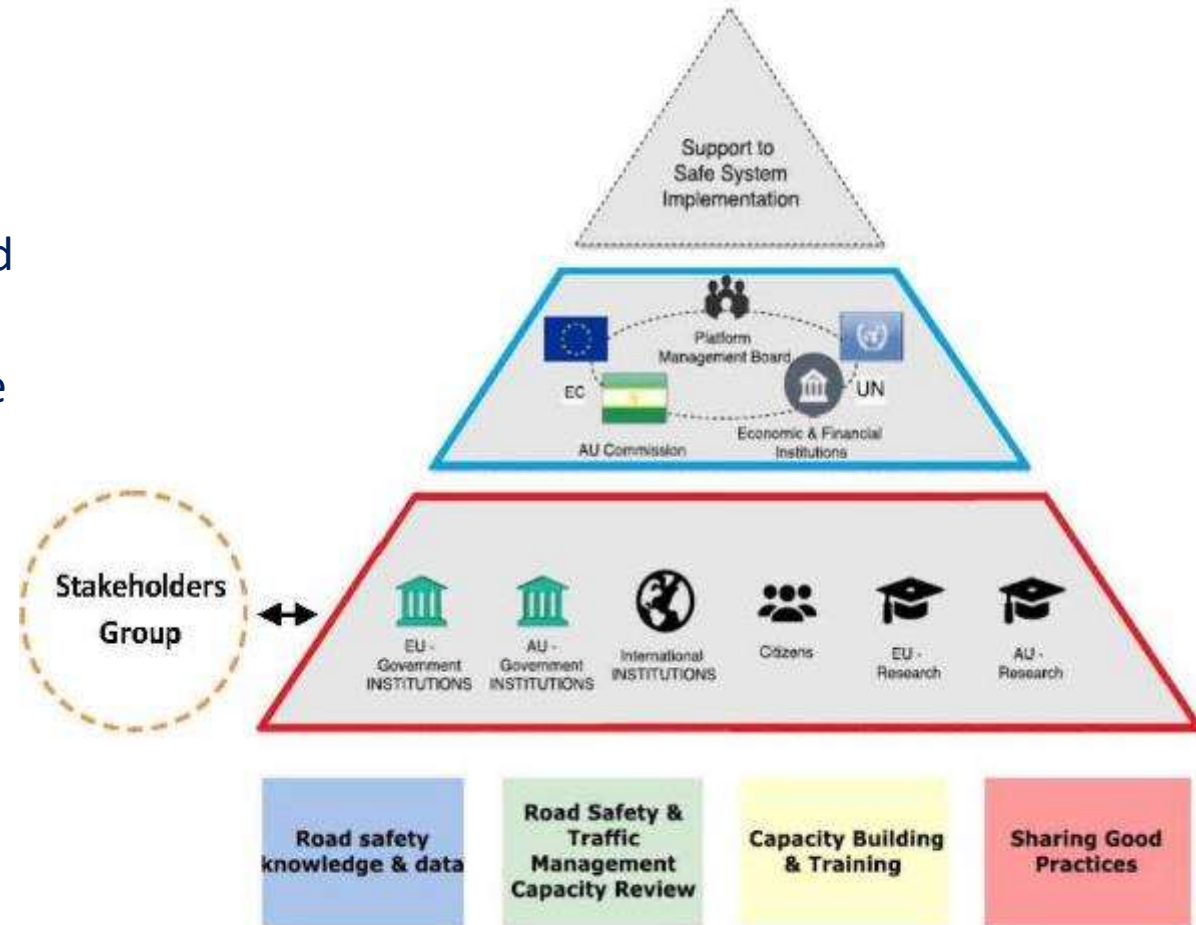 Support to
Safe System
Implementation
d
Platform
Management Board
e
EC
UN
AU Commission
Economic & Financial
Institutions
Stakeholders
Group
EU -
Government
INSTITUTIONS
AU -
Government
INSTITUTIONS
International
INSTITUTIONS
Citizens
EU -
Research
AU -
Research
Road safety
knowledge & data
Road Safety &
Traffic
Management
Capacity Review
Capacity Building
& Training
Sharing Good
Practices